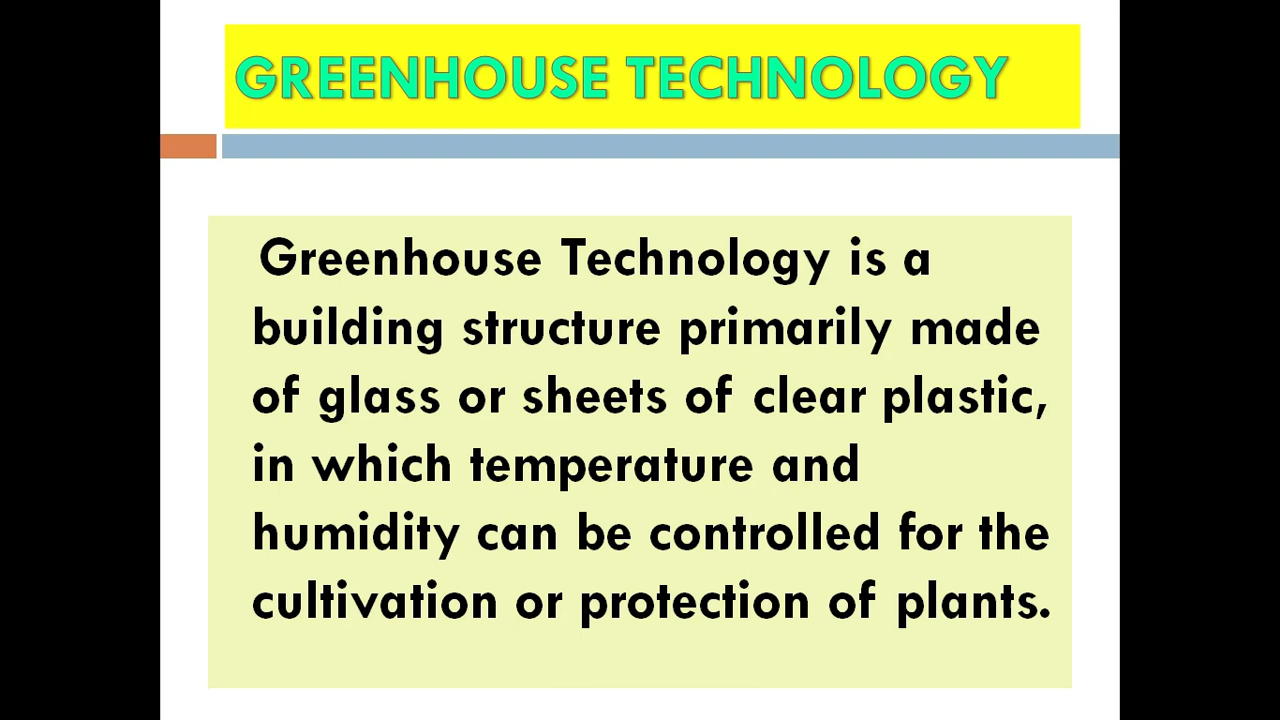 GREENHOUSE TECHNOLOGY
Greenhouse Technology is a
building structure primarily made
of glass or sheets of clear plastic,
in which temperature and
humidity can be controlled for the
cultivation or protection of plants.